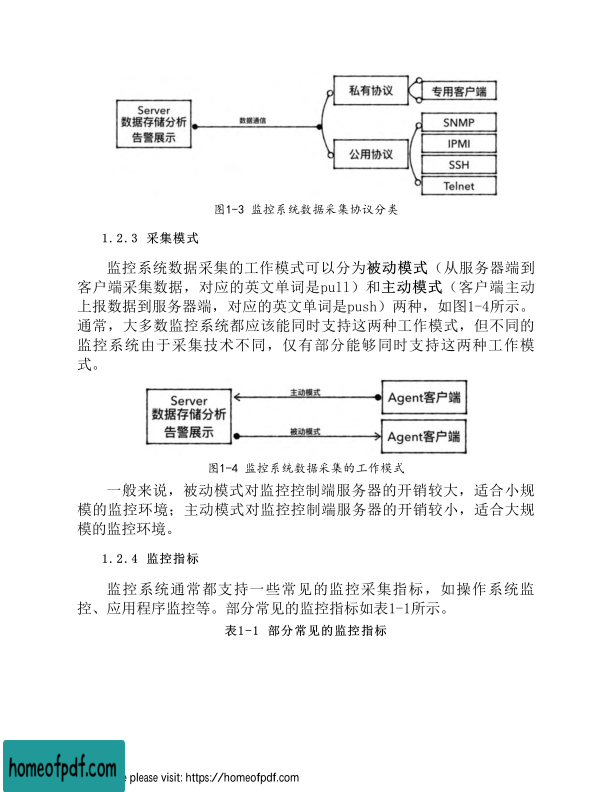 私有协议
专用客户端
Server
数据存储分析
告警展示
数据通信
公用协议
SNMP
IPMI
SSH
Telnet
图1-3 监控系统数据采集协议分类
1.2.3 采集模式
监控系统数据采集的工作模式可以分为被动模式（从服务器端到
客户端采集数据，对应的英文单词是pull）和主动模式（客户端主动
上报数据到服务器端，对应的英文单词是push）两种，如图1-4所示。
通常，大多数监控系统都应该能同时支持这两种工作模式，但不同的
监控系统由于采集技术不同，仅有部分能够同时支持这两种工作模
式。
Server
数据存储分析
告警展示
主动模式
Agent客户端
被动模式
Agent客户端
图1-4 监控系统数据采集的工作模式
一般来说，被动模式对监控控制端服务器的开销较大，适合小规
模的监控环境；主动模式对监控控制端服务器的开销较小，适合大规
模的监控环境。
1.2.4 监控指标
监控系统通常都支持一些常见的监控采集指标，如操作系统监
控、应用程序监控等。部分常见的监控指标如表1-1所示。
表1-1 部分常见的监控指标
homeofpdf.com
please visit: https://homeofpdf.com